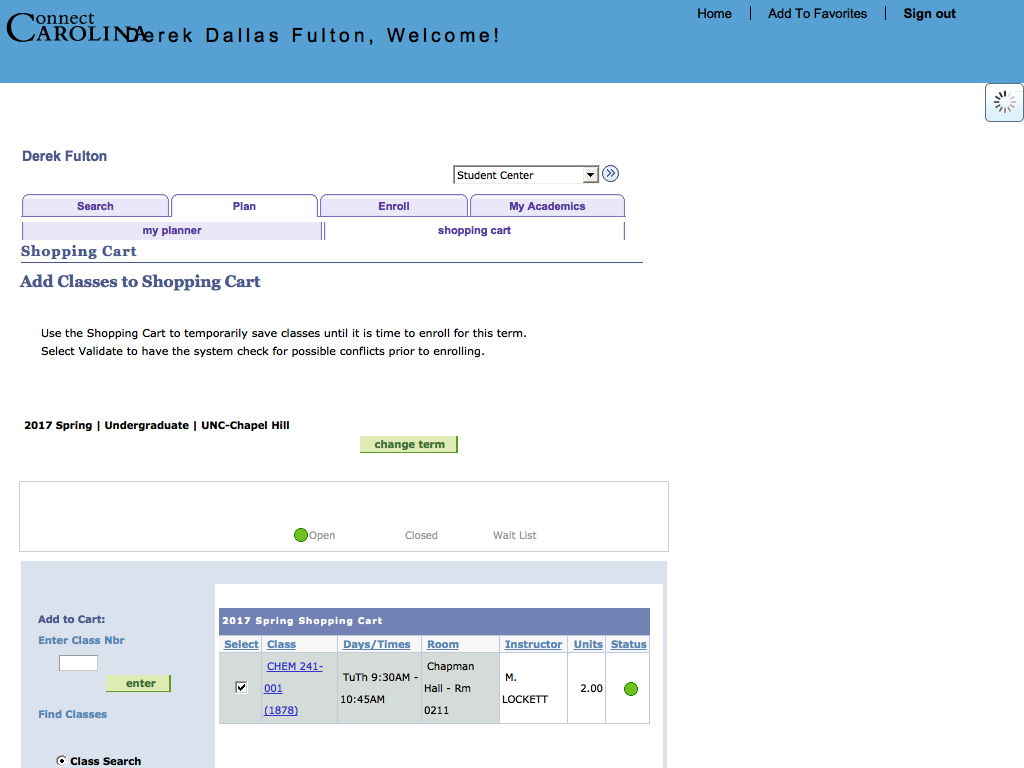 Connect
CAROLINA
Derek Dallas Fulton, Welcome!
Home | Add To Favorites | Sign out
Derek Fulton
Student Center
Search Plan Enroll My Academics
my planner shopping cart
Shopping Cart
Add Classes to Shopping Cart
Use the Shopping Cart to temporarily save classes until it is time to enroll for this term.
Select Validate to have the system check for possible conflicts prior to enrolling.
2017 Spring | Undergraduate | UNC-Chapel Hill
change term
Open Closed Wait List
Add to Cart:
Enter Class Nbr
enter
Find Classes
Class Search
2017 Spring Shopping Cart
Select Class Days/Times Room Instructor Units Status
CHEM 241-
001
(1878)
TuTh 9:30AM -
10:45AM
Chapman
Hall - Rm
0211
M.
LOCKETT
2.00